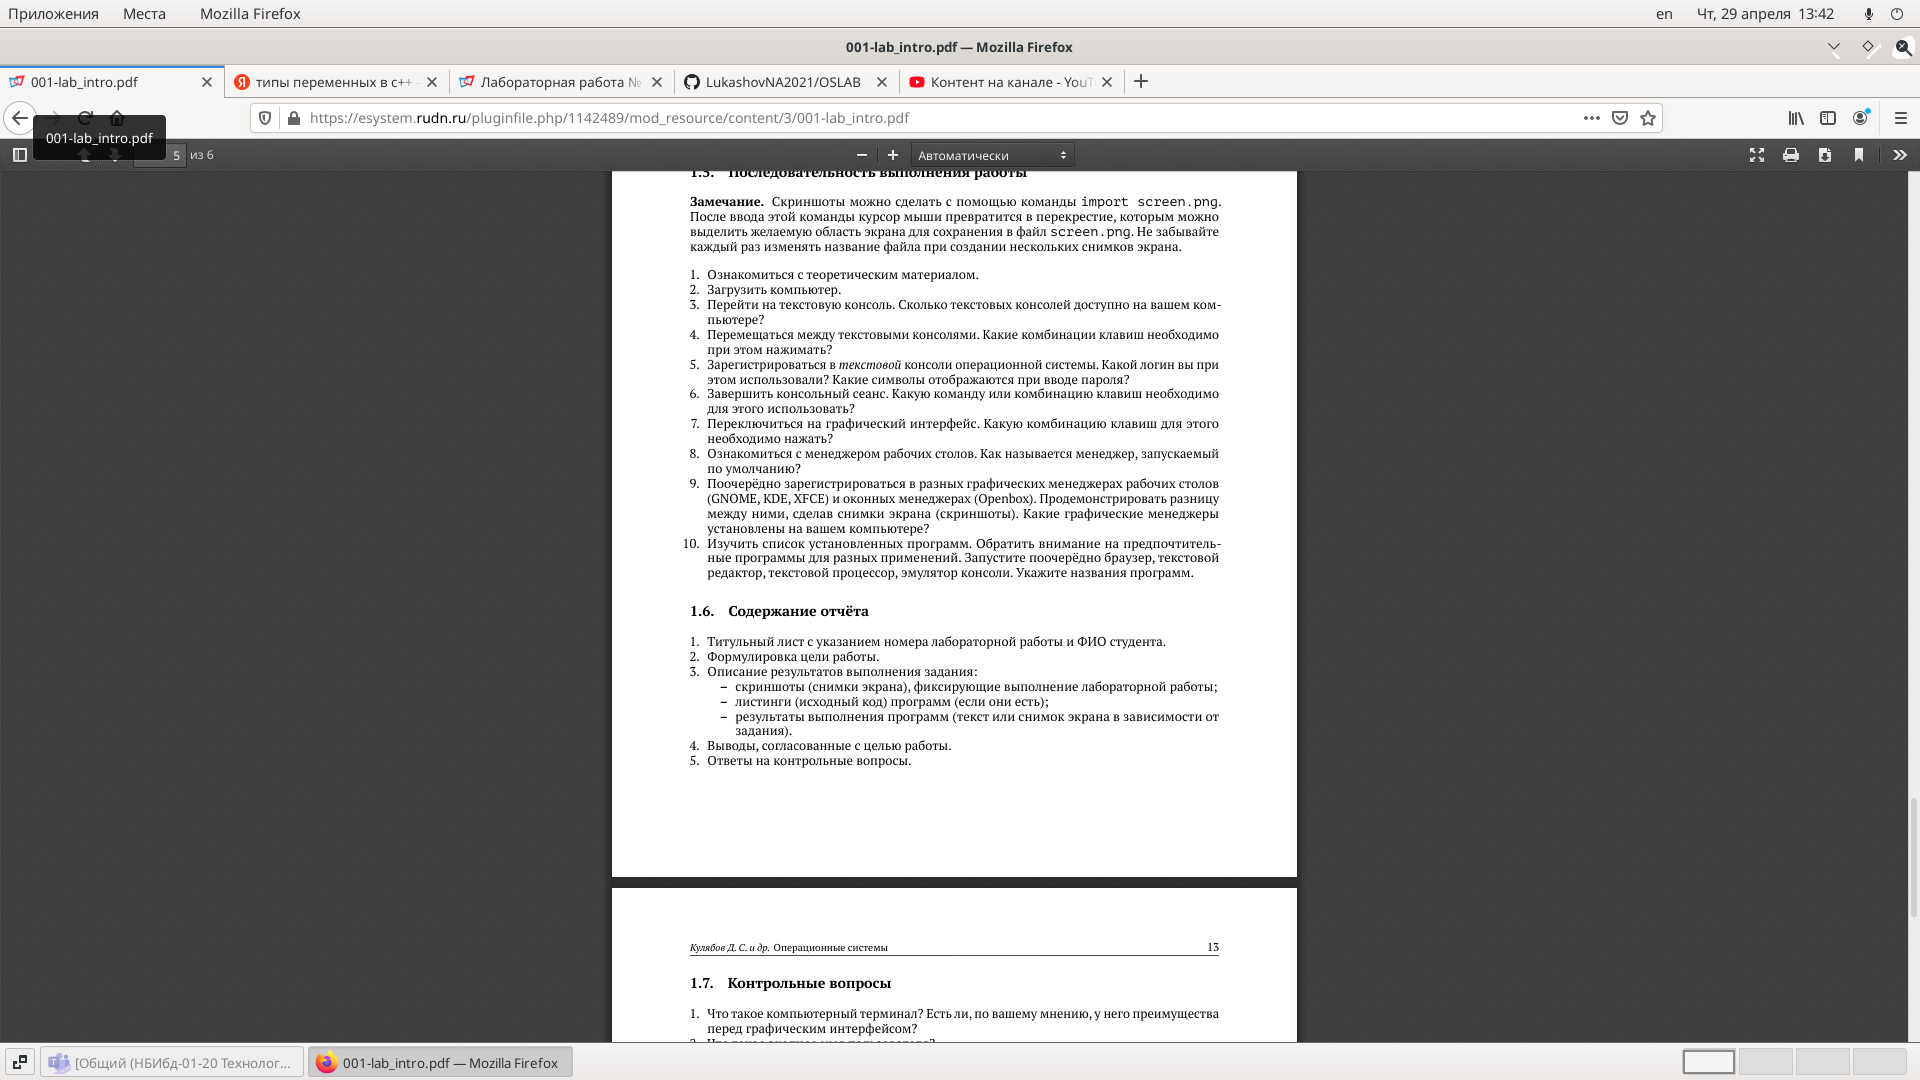 Приложения Места Mozilla Firefox en Чт, 29 апреля 13:42
001-lab_intro.pdf — Mozilla Firefox
001-lab_intro.pdf типы переменных в c++ - Лабораторная работа № LukashovNA2021/OSLAB Контент на канале - YouT
https://esystem.rudn.ru/pluginfile.php/1142489/mod_resource/content/3/001-lab_intro.pdf
001-lab_intro.pdf
5 из 6 Автоматически
1.5. Последовательность выполнения работы
Замечание. Скриншоты можно сделать с помощью команды import screen.png.
После ввода этой команды курсор мыши превратится в перекрестие, которым можно
выделить желаемую область экрана для сохранения в файл screen.png. Не забывайте
каждый раз изменять название файла при создании нескольких снимков экрана.
1. Ознакомиться с теоретическим материалом.
2. Загрузить компьютер.
3. Перейти на текстовую консоль. Сколько текстовых консолей доступно на вашем ком-
пьютере?
4. Перемещаться между текстовыми консолями. Какие комбинации клавиш необходимо
при этом нажимать?
5. Зарегистрироваться в текстовой консоли операционной системы. Какой логин вы при
этом использовали? Какие символы отображаются при вводе пароля?
6. Завершить консольный сеанс. Какую команду или комбинацию клавиш необходимо
для этого использовать?
7. Переключиться на графический интерфейс. Какую комбинацию клавиш для этого
необходимо нажать?
8. Ознакомиться с менеджером рабочих столов. Как называется менеджер, запускаемый
по умолчанию?
9. Поочерёдно зарегистрироваться в разных графических менеджерах рабочих столов
(GNOME, KDE, XFCE) и оконных менеджерах (Openbox). Продемонстрировать разницу
между ними, сделав снимки экрана (скриншоты). Какие графические менеджеры
установлены на вашем компьютере?
10. Изучить список установленных программ. Обратить внимание на предпочтитель-
ные программы для разных применений. Запустите поочерёдно браузер, текстовой
редактор, текстовой процессор, эмулятор консоли. Укажите названия программ.
1.6. Содержание отчёта
1. Титульный лист с указанием номера лабораторной работы и ФИО студента.
2. Формулировка цели работы.
3. Описание результатов выполнения задания:
– скриншоты (снимки экрана), фиксирующие выполнение лабораторной работы;
– листинги (исходный код) программ (если они есть);
– результаты выполнения программ (текст или снимок экрана в зависимости от
задания).
4. Выводы, согласованные с целью работы.
5. Ответы на контрольные вопросы.
Кулябов Д. С. и др. Операционные системы 13
1.7. Контрольные вопросы
1. Что такое компьютерный терминал? Есть ли, по вашему мнению, у него преимущества
перед графическим интерфейсом?
[Общий (НБИбд-01-20 Технолог... 001-lab_intro.pdf — Mozilla Firefox